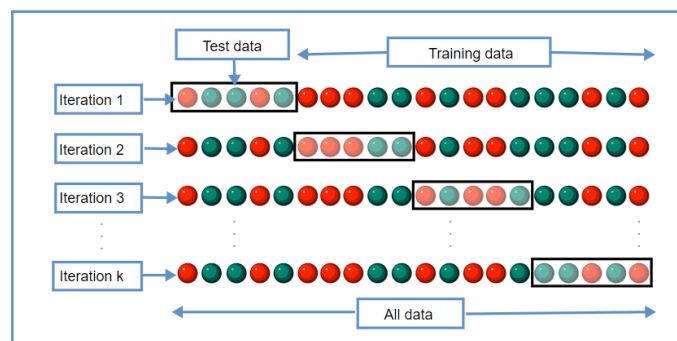 Test data
Training data
Iteration 1
Iteration 2
Iteration 3
Iteration k
All data